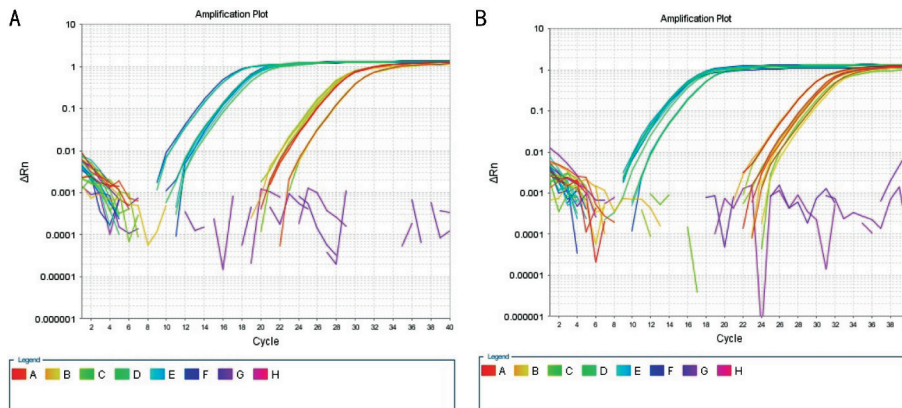 A
Amplification Plot
10
1
0.1
0.01
0.001
0.0001
0.00001
0.000001
ΔRn
2 4 6 8 10 12 14 16 18 20 22 24 26 28 30 32 34 36 38 40
Cycle
Legend
A B C D E F G H
B
Amplification Plot
10
1
0.1
0.01
0.001
0.0001
0.00001
0.000001
ΔRn
2 4 6 8 10 12 14 16 18 20 22 24 26 28 30 32 34 36 38
Cycle
Legend
A B C D E F G H